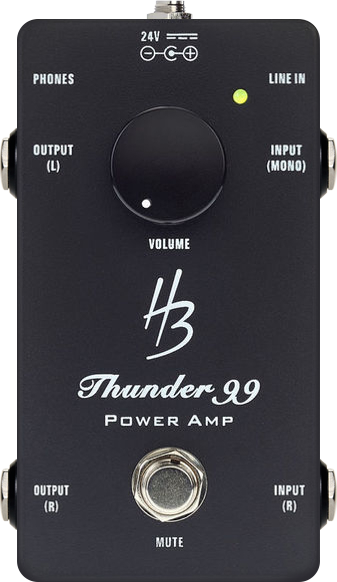 24V
PHONES
LINE IN
OUTPUT
(L)
INPUT
(MONO)
VOLUME
HB
Thunder 99
POWER AMP
OUTPUT
(R)
INPUT
(R)
MUTE